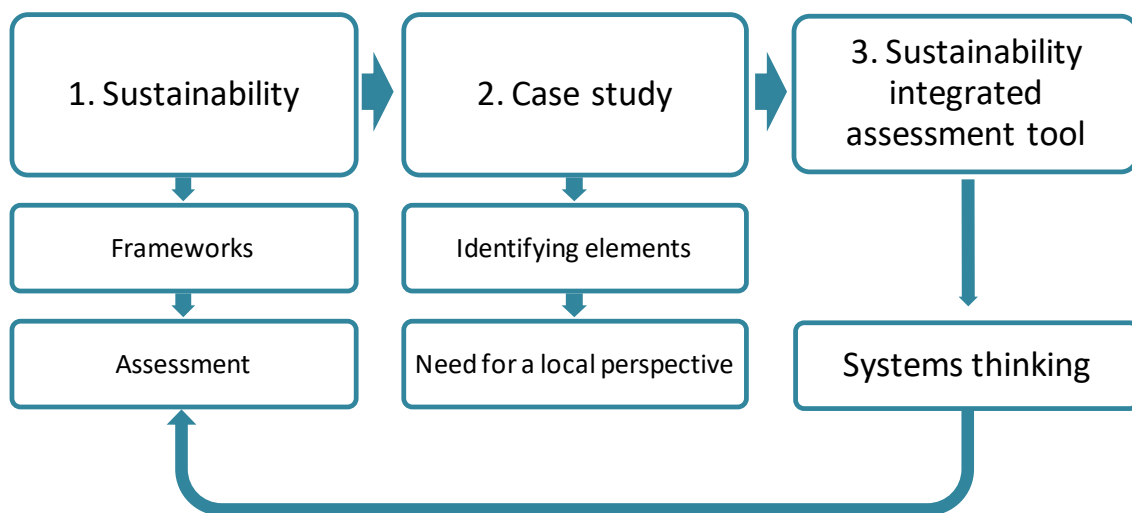 1. Sustainability
2. Case study
3. Sustainability
integrated
assessment tool
Frameworks
Identifying elements
Assessment
Need for a local perspective
Systems thinking